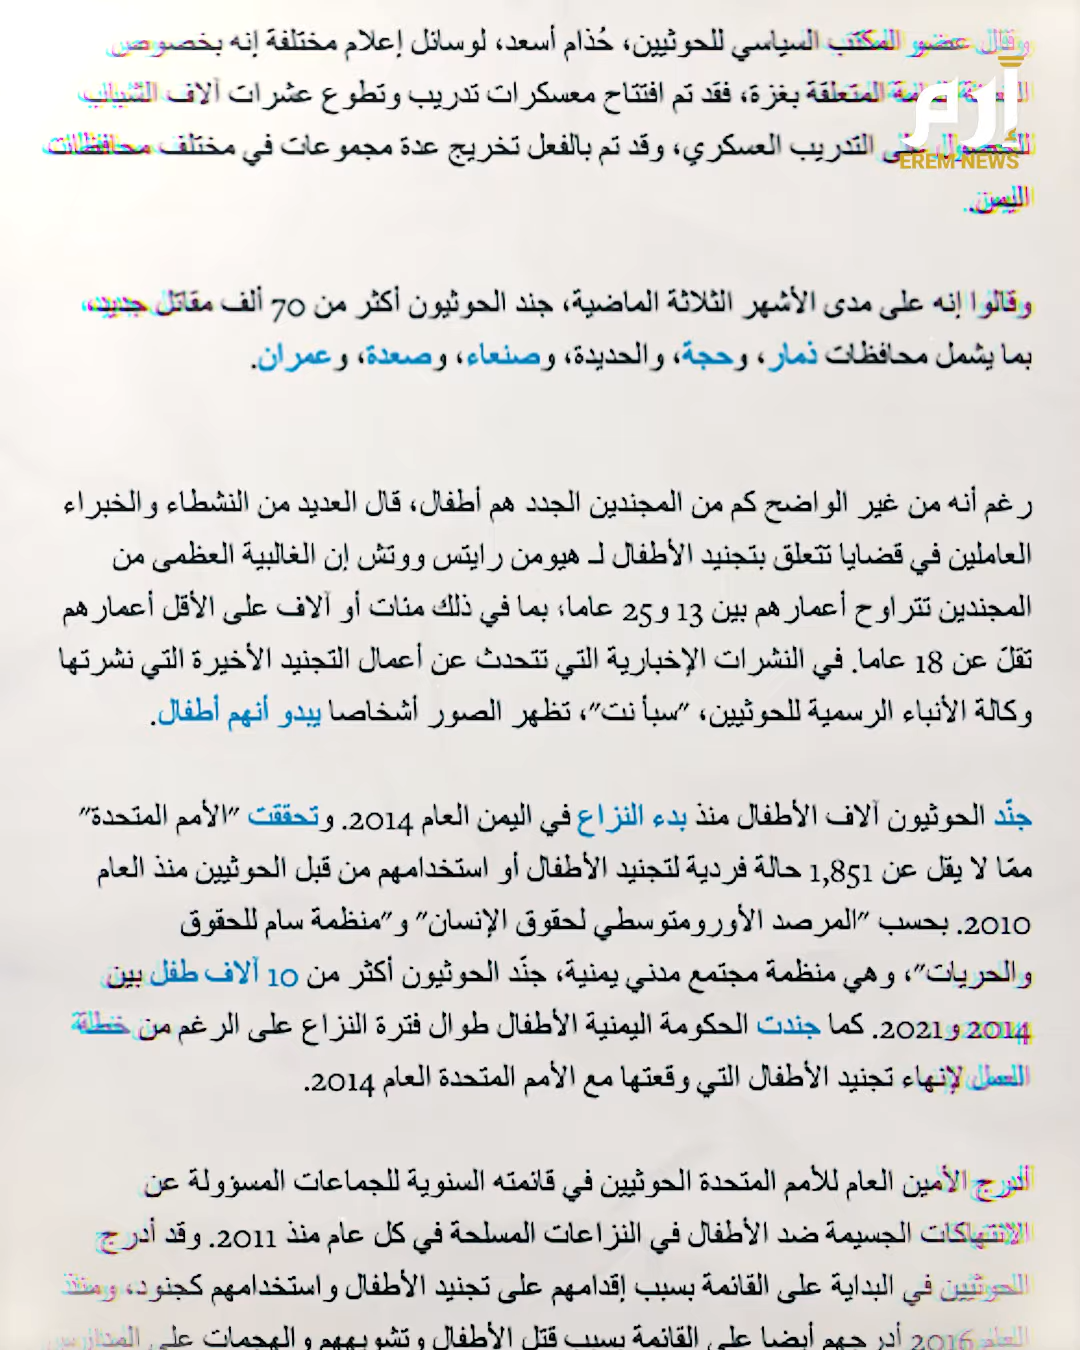 وقال عضو المكتب السياسي للحوثيين، حُذام أسعد، لوسائل إعلام مختلفة إنه بخصوص
المتعلقة بغزة، فقد تم افتتاح معسكرات تدريب وتطوع عشرات آلاف الشباب
للحصول على التدريب العسكري، وقد تم بالفعل تخريج عدة مجموعات في مختلف محافظات
اليمن.
إرم
EREM NEWS
وقالوا إنه على مدى الأشهر الثلاثة الماضية، جند الحوثيون أكثر من 70 ألف مقاتل جديد،
بما يشمل محافظات ذمار، وحجة، والحديدة، وصنعاء، وصعدة، وعمران.
رغم أنه من غير الواضح كم من المجندين الجدد هم أطفال، قال العديد من النشطاء والخبراء
العاملين في قضايا تتعلق بتجنيد الأطفال لـ هيومن رايتس ووتش إن الغالبية العظمى من
المجندين تتراوح أعمارهم بين 13 و25 عاما، بما في ذلك مئات أو آلاف على الأقل أعمارهم
تقلّ عن 18 عاما. في النشرات الإخبارية التي تتحدث عن أعمال التجنيد الأخيرة التي نشرتها
وكالة الأنباء الرسمية للحوثيين، "سبأ نت"، تظهر الصور أشخاصا يبدو أنهم أطفال.
جنّد الحوثيون آلاف الأطفال منذ بدء النزاع في اليمن العام 2014. وتحققت "الأمم المتحدة"
ممّا لا يقل عن 1,851 حالة فردية لتجنيد الأطفال أو استخدامهم من قبل الحوثيين منذ العام
2010. بحسب "المرصد الأورومتوسطي لحقوق الإنسان" و"منظمة سام للحقوق
والحريات"، وهي منظمة مجتمع مدني يمنية، جنّد الحوثيون أكثر من 10 آلاف طفل بين
2014 و2021. كما جندت الحكومة اليمنية الأطفال طوال فترة النزاع على الرغم من خطة
العمل لإنهاء تجنيد الأطفال التي وقعتها مع الأمم المتحدة العام 2014.
أدرج الأمين العام للأمم المتحدة الحوثيين في قائمته السنوية للجماعات المسؤولة عن
الانتهاكات الجسيمة ضد الأطفال في النزاعات المسلحة في كل عام منذ 2011. وقد أدرج
الحوثيين في البداية على القائمة بسبب إقدامهم على تجنيد الأطفال واستخدامهم كجنود، ومنذ
العام 2016 أدرجهم أيضا على القائمة بسبب قتل الأطفال وتشويههم والهجمات على المدارس